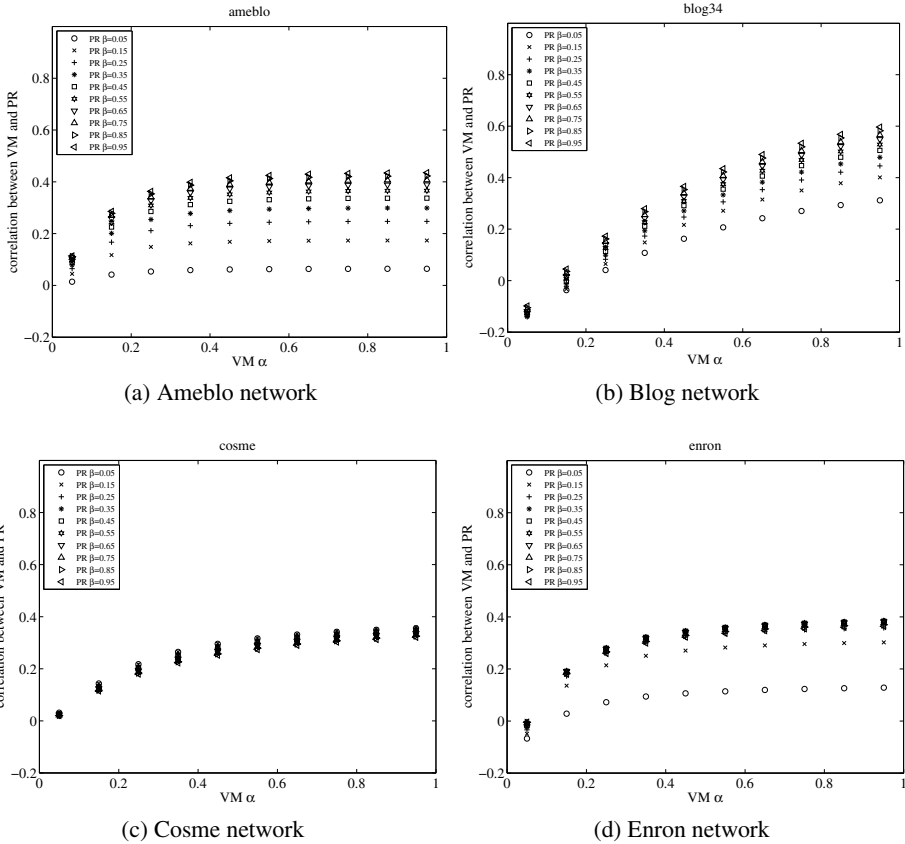 ameblo
correlation between VM and PR
0.8
0.6
0.4
0.2
0
−0.2
PR β=0.05
PR β=0.15
PR β=0.25
PR β=0.35
PR β=0.45
PR β=0.55
PR β=0.65
PR β=0.75
PR β=0.85
PR β=0.95
0 0.2 0.4 0.6 0.8 1
VM α
(a) Ameblo network
blog34
correlation between VM and PR
0.8
0.6
0.4
0.2
0
−0.2
PR β=0.05
PR β=0.15
PR β=0.25
PR β=0.35
PR β=0.45
PR β=0.55
PR β=0.65
PR β=0.75
PR β=0.85
PR β=0.95
0 0.2 0.4 0.6 0.8 1
VM α
(b) Blog network
cosme
correlation between VM and PR
0.8
0.6
0.4
0.2
0
−0.2
PR β=0.05
PR β=0.15
PR β=0.25
PR β=0.35
PR β=0.45
PR β=0.55
PR β=0.65
PR β=0.75
PR β=0.85
PR β=0.95
0 0.2 0.4 0.6 0.8 1
VM α
(c) Cosme network
enron
correlation between VM and PR
0.8
0.6
0.4
0.2
0
−0.2
PR β=0.05
PR β=0.15
PR β=0.25
PR β=0.35
PR β=0.45
PR β=0.55
PR β=0.65
PR β=0.75
PR β=0.85
PR β=0.95
0 0.2 0.4 0.6 0.8 1
VM α
(d) Enron network